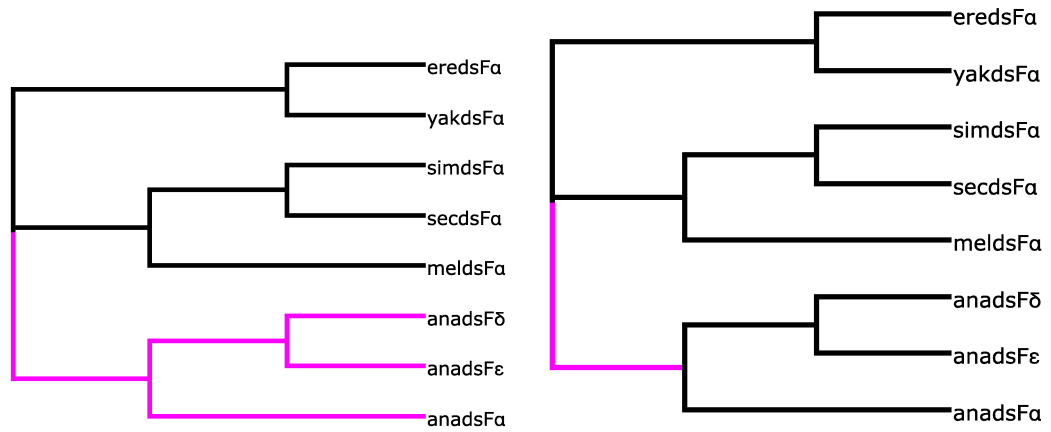 eredsFα
yakdsFα
simdsFα
secdsFα
meldsFα
anadsFδ
anadsFε
anadsFα
eredsFα
yakdsFα
simdsFα
secdsFα
meldsFα
anadsFδ
anadsFε
anadsFα